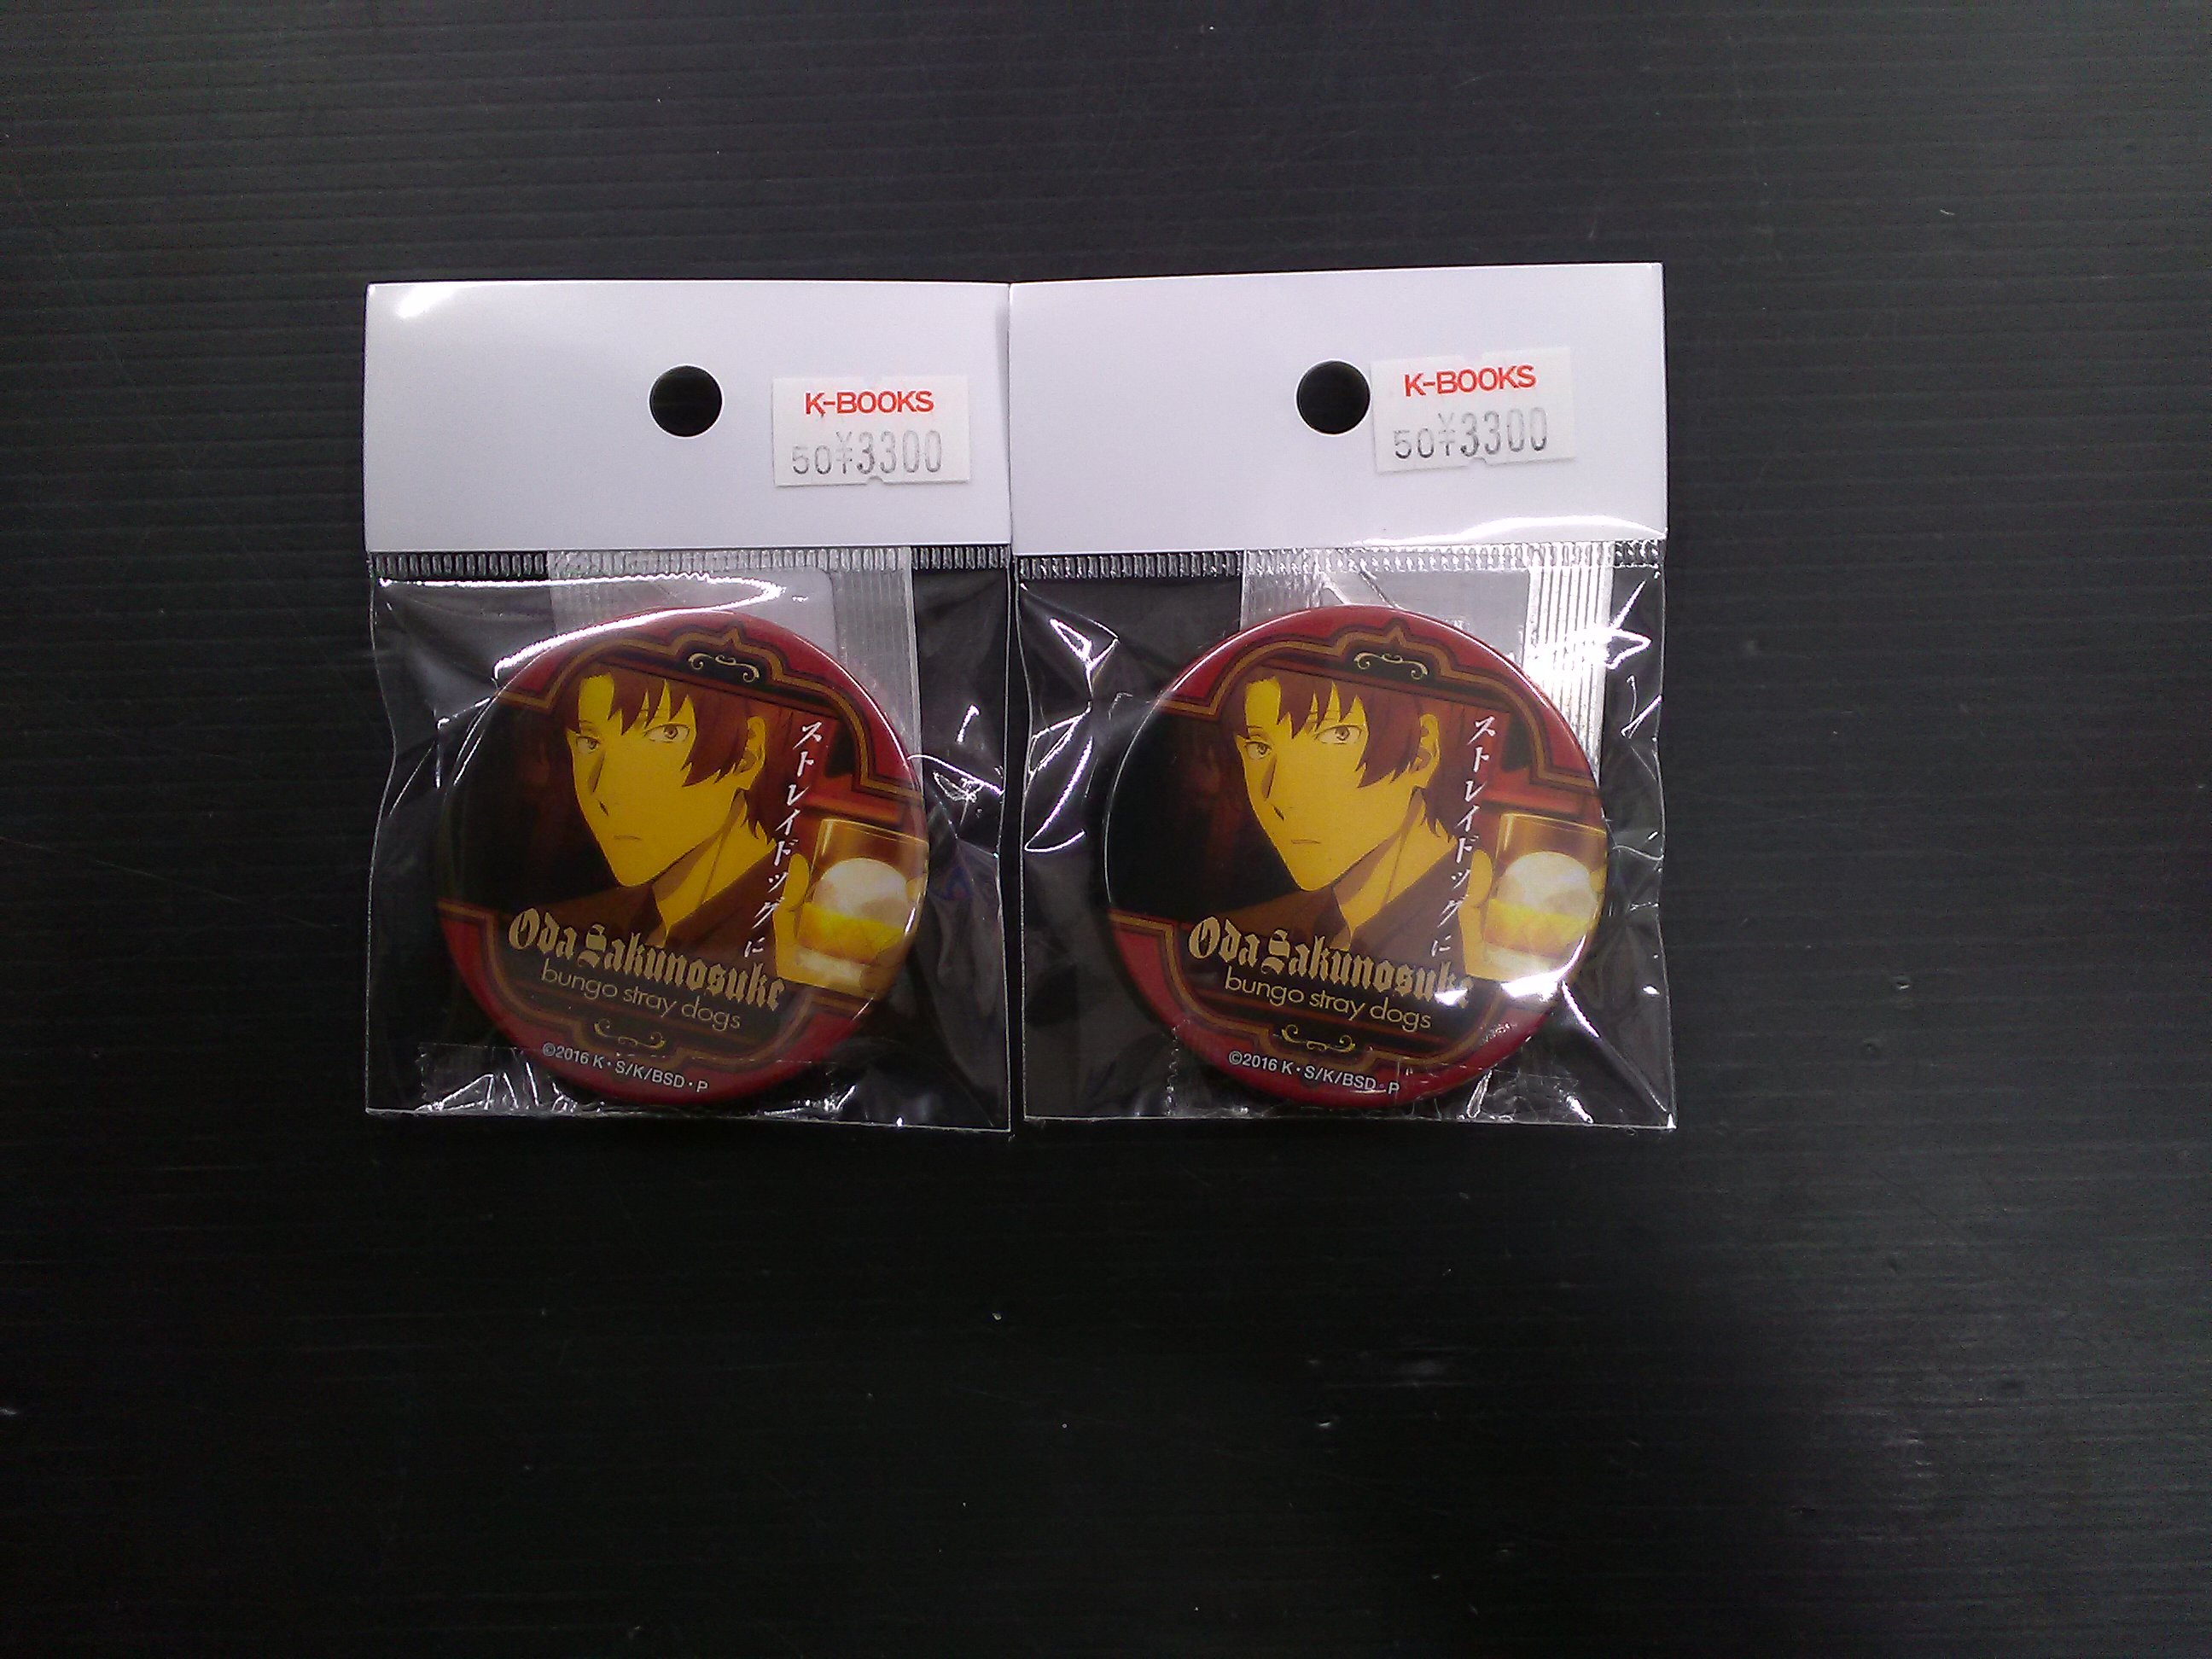 K-BOOKS
50¥3300
ストレイドッグに
Oda Sakunosuke
bungo stray dogs
©2016 K・S/K/BSD・P
K-BOOKS
50¥3300
ストレイドッグに
Oda Sakunosuke
bungo stray dogs
©2016 K・S/K/BSD・P